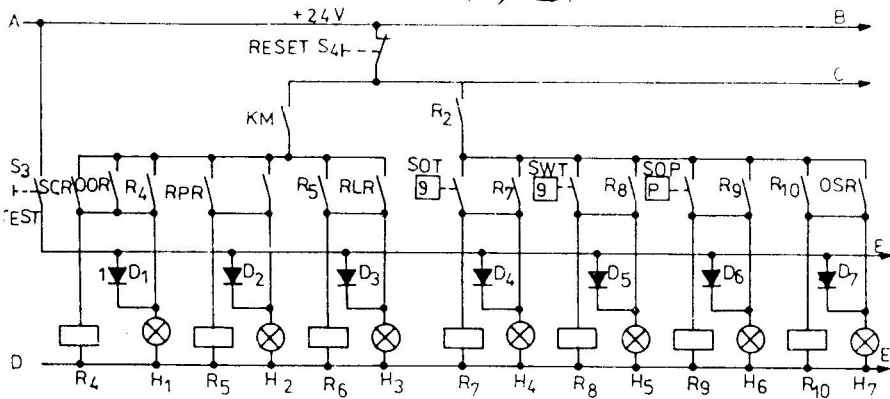 +24V
A B
RESET S4
C
KM R2
S3 SCR OOR R4 RPR R5 RLR SOT R7 SWT R8 SOP R9 R10 OSR
9 9 P
TEST
E
1 D1 D2 D3 D4 D5 D6 D7
D E
R4 H1 R5 H2 R6 H3 R7 H4 R8 H5 R9 H6 R10 H7